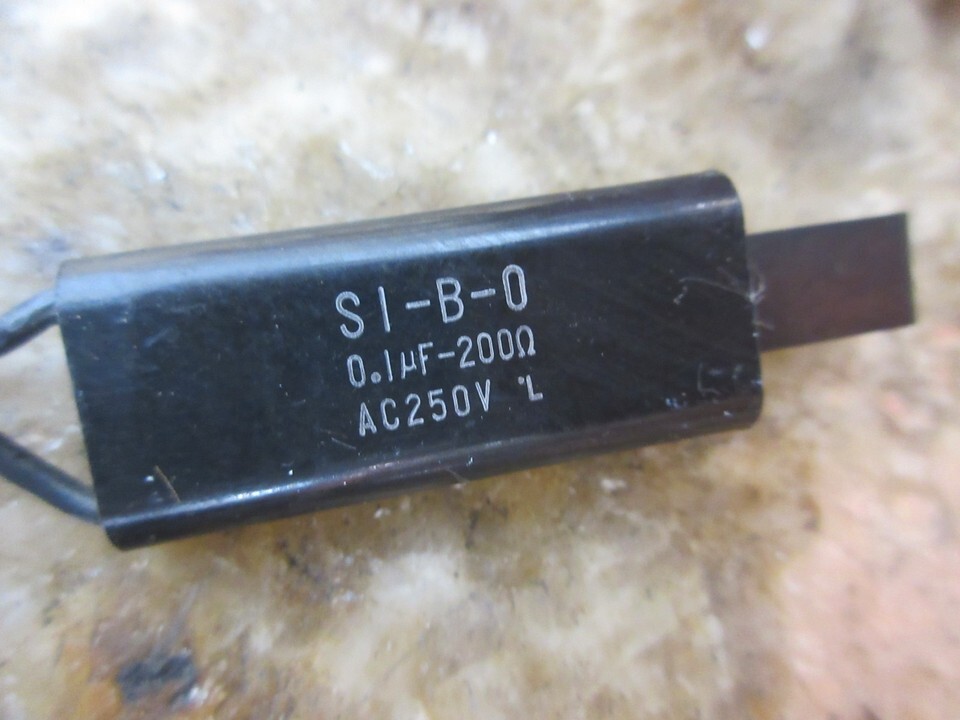 SI-B-0
0.1µF-200Ω
AC250V 'L